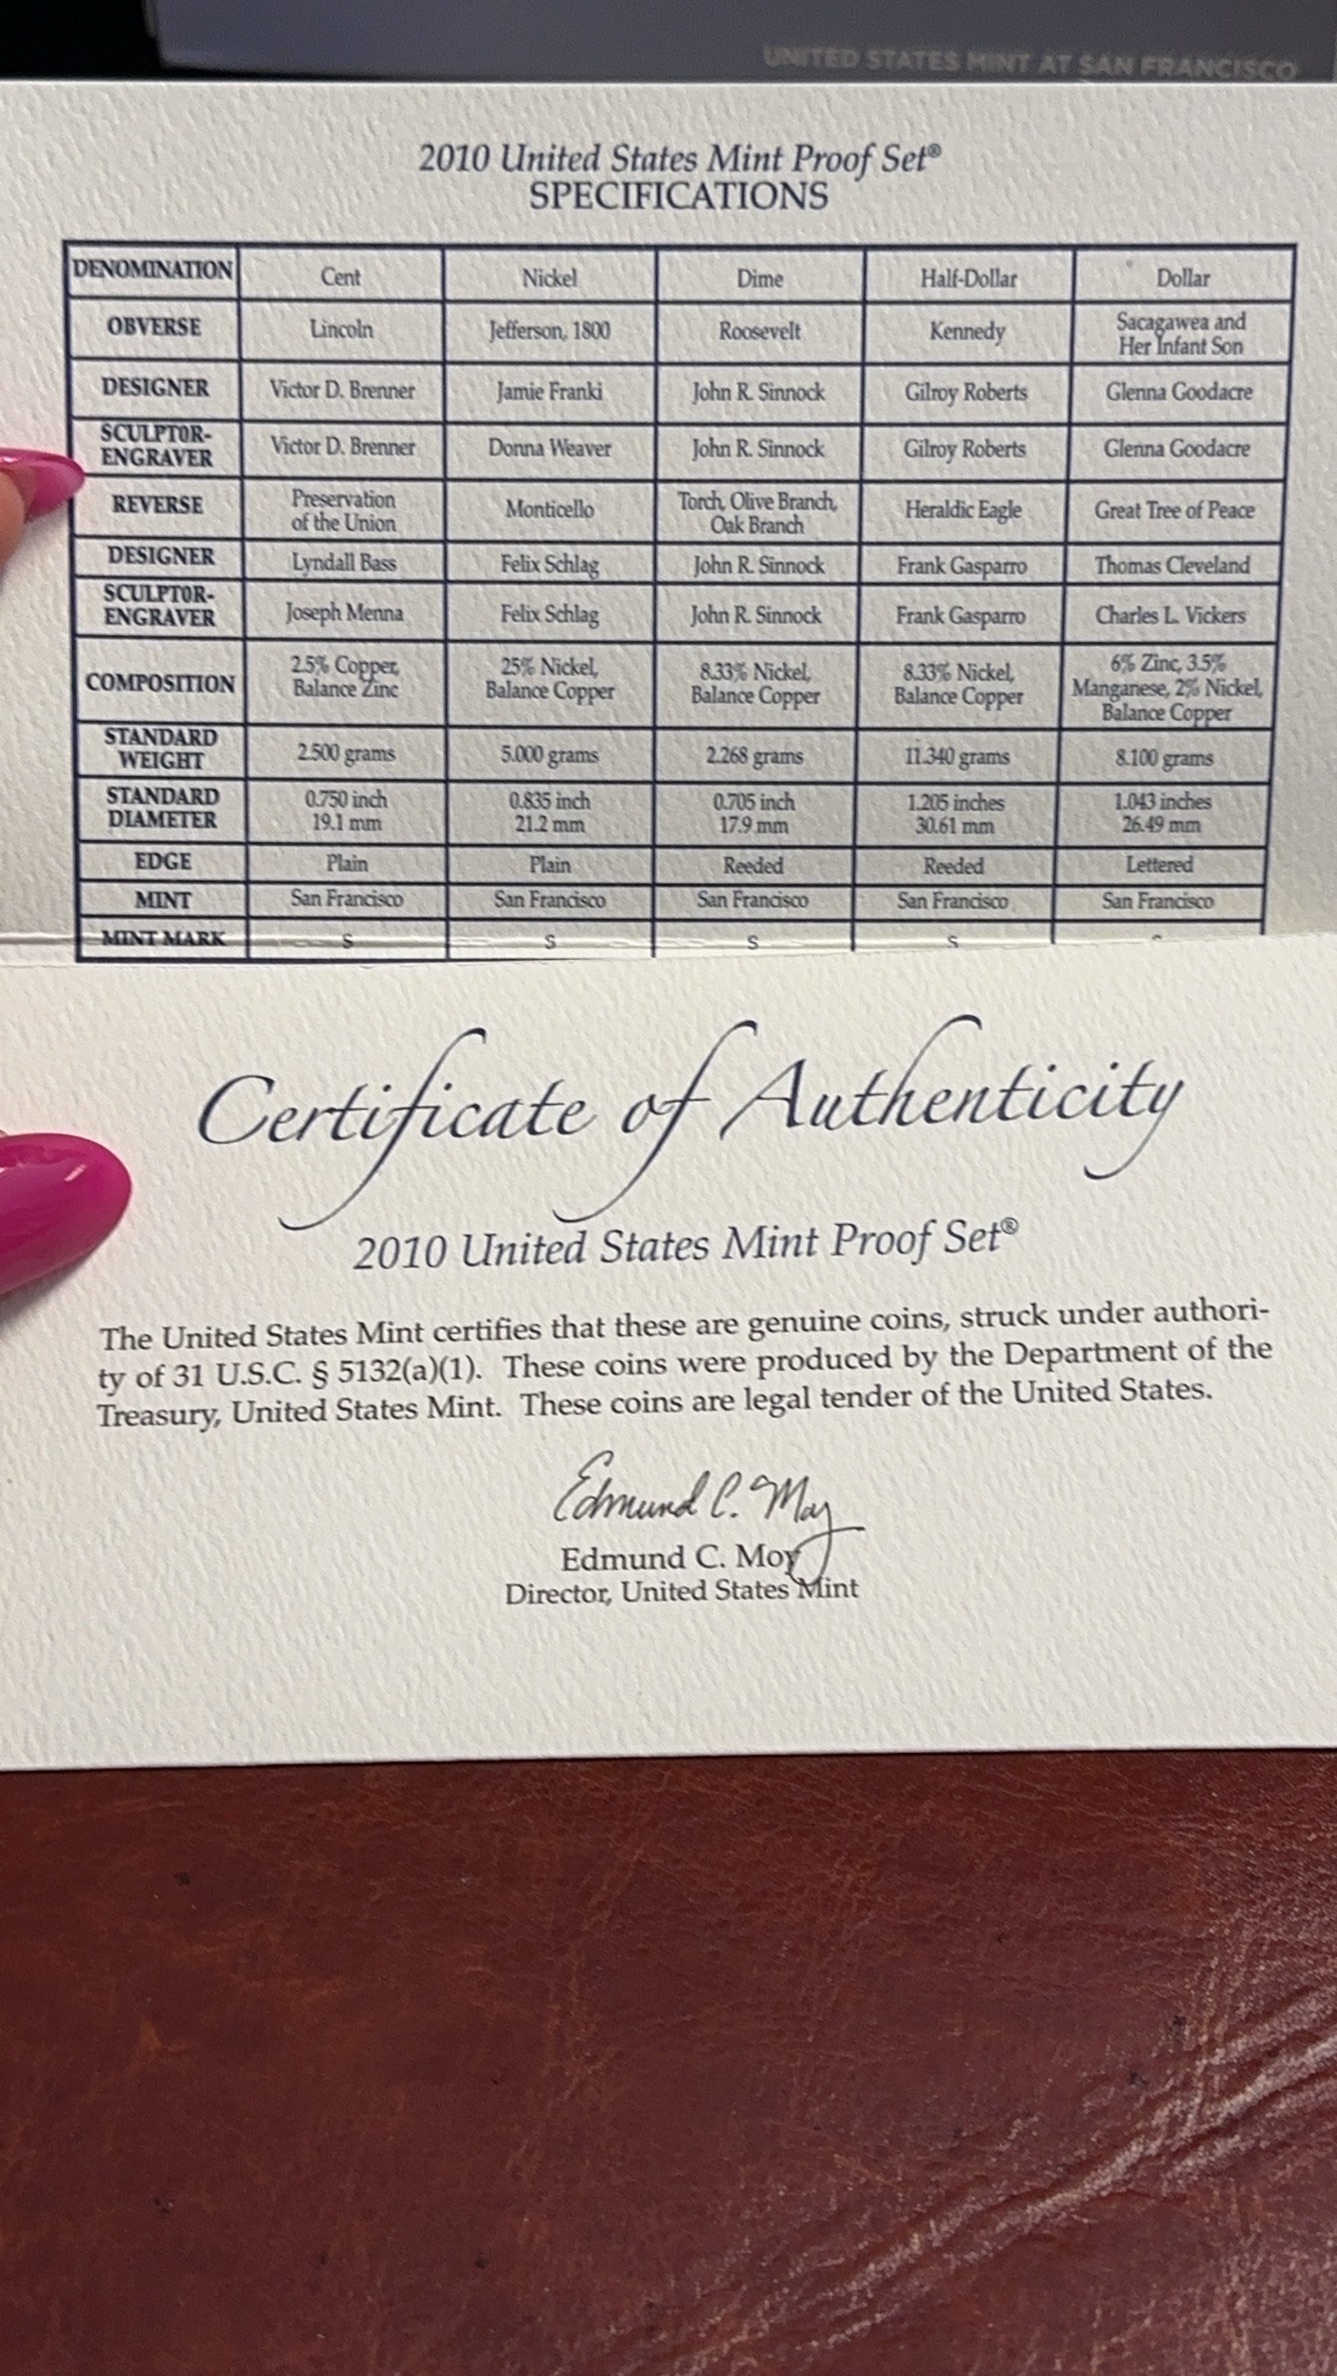 UNITED STATES MINT AT SAN FRANCISCO
2010 United States Mint Proof Set®
SPECIFICATIONS
DENOMINATION Cent Nickel Dime Half-Dollar Dollar
OBVERSE Lincoln Jefferson, 1800 Roosevelt Kennedy Sacagawea and
Her Infant Son
DESIGNER Victor D. Brenner Jamie Franki John R. Sinnock Gilroy Roberts Glenna Goodacre
SCULPTOR-
ENGRAVER Victor D. Brenner Donna Weaver John R. Sinnock Gilroy Roberts Glenna Goodacre
REVERSE Preservation
of the Union Monticello Torch, Olive Branch,
Oak Branch Heraldic Eagle Great Tree of Peace
DESIGNER Lyndall Bass Felix Schlag John R. Sinnock Frank Gasparro Thomas Cleveland
SCULPTOR-
ENGRAVER Joseph Menna Felix Schlag John R. Sinnock Frank Gasparro Charles L. Vickers
COMPOSITION 2.5% Copper,
Balance Zinc 25% Nickel,
Balance Copper 8.33% Nickel,
Balance Copper 8.33% Nickel,
Balance Copper 6% Zinc, 3.5%
Manganese, 2% Nickel,
Balance Copper
STANDARD
WEIGHT 2.500 grams 5.000 grams 2.268 grams 11.340 grams 8.100 grams
STANDARD
DIAMETER 0.750 inch
19.1 mm 0.835 inch
21.2 mm 0.705 inch
17.9 mm 1.205 inches
30.61 mm 1.043 inches
26.49 mm
EDGE Plain Plain Reeded Reeded Lettered
MINT San Francisco San Francisco San Francisco San Francisco San Francisco
MINT MARK S S S S
Certificate of Authenticity
2010 United States Mint Proof Set®
The United States Mint certifies that these are genuine coins, struck under authori-
ty of 31 U.S.C. § 5132(a)(1). These coins were produced by the Department of the
Treasury, United States Mint. These coins are legal tender of the United States.
Edmund C. Moy
Edmund C. Moy
Director, United States Mint